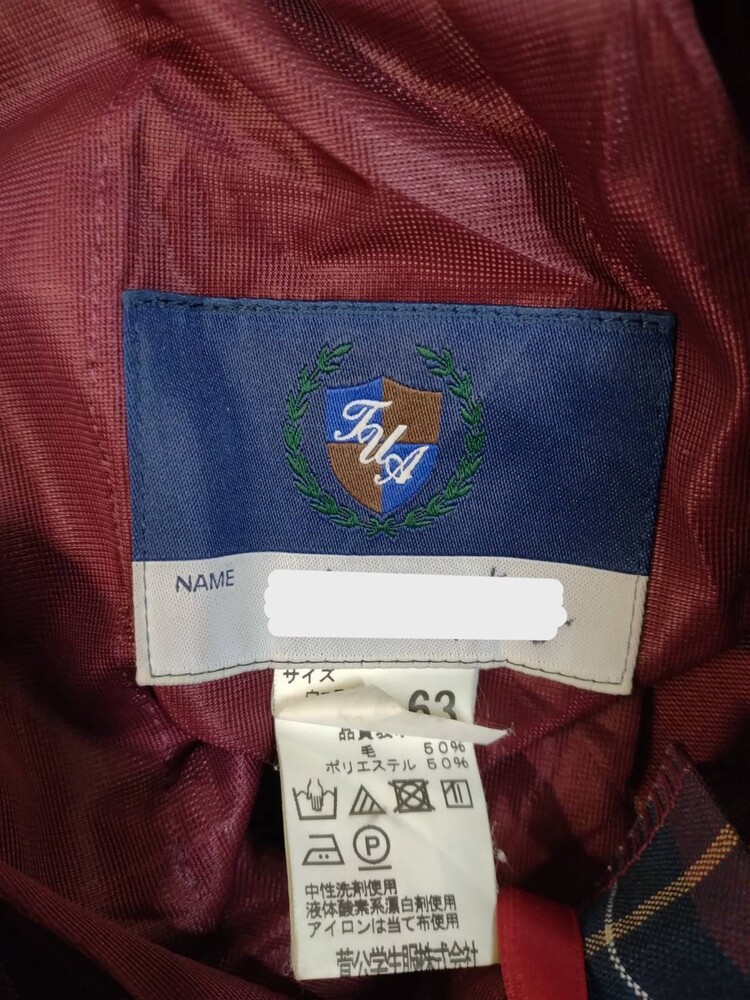 TUA
NAME
サイズ
63
毛 50%
ポリエステル 50%
P
中性洗剤使用
液体酸素系漂白剤使用
アイロンは当て布使用
菅公学生服株式会社